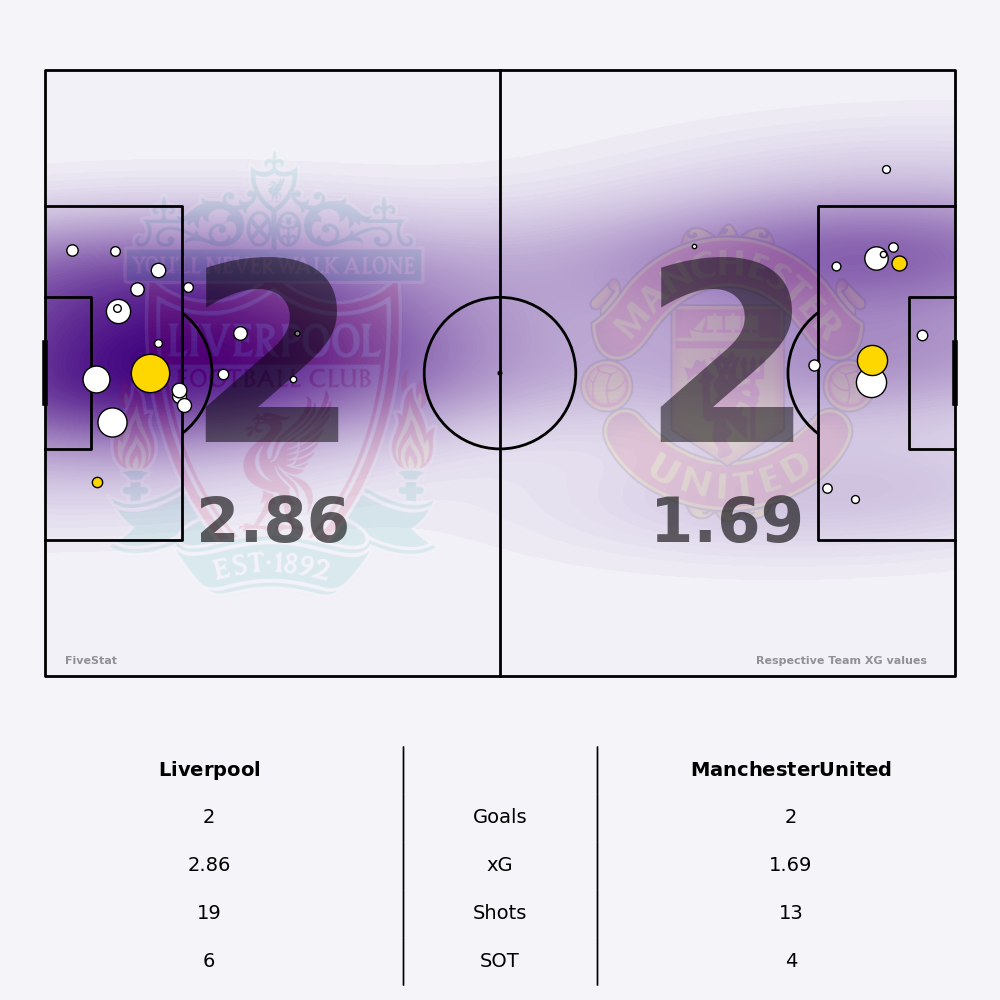 YOU'LL NEVER WALK ALONE
LIVERPOOL
FOOTBALL CLUB
EST·1892
MANCHESTER
UNITED
2
2
2.86
1.69
FiveStat
Respective Team XG values
Liverpool ManchesterUnited
2 Goals 2
2.86 xG 1.69
19 Shots 13
6 SOT 4